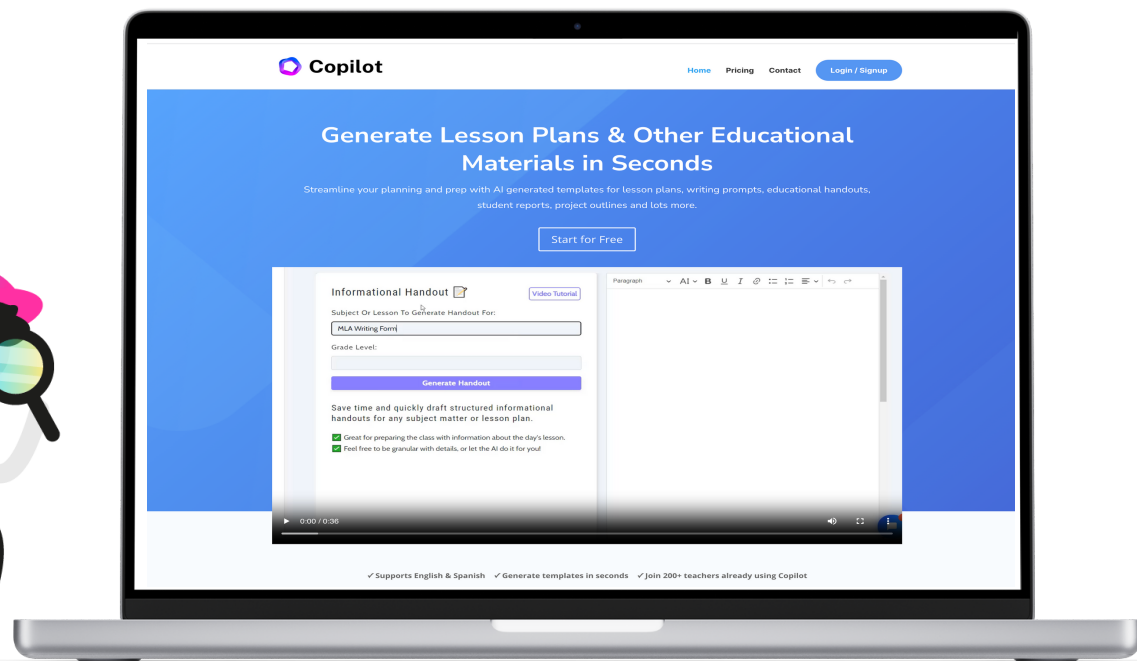 Copilot
Home Pricing Contact Login / Signup
Generate Lesson Plans & Other Educational
Materials in Seconds
Streamline your planning and prep with AI generated templates for lesson plans, writing prompts, educational handouts,
student reports, project outlines and lots more.
Start for Free
Informational Handout
Video Tutorial
Subject Or Lesson To Generate Handout For:
MLA Writing Form
Grade Level:
Generate Handout
Save time and quickly draft structured informational
handouts for any subject matter or lesson plan.
✅ Great for preparing the class with information about the day's lesson.
✅ Feel free to be granular with details, or let the AI do it for you!
Paragraph AI B U I
0:00 / 0:36
✓ Supports English & Spanish ✓ Generate templates in seconds ✓ Join 200+ teachers already using Copilot